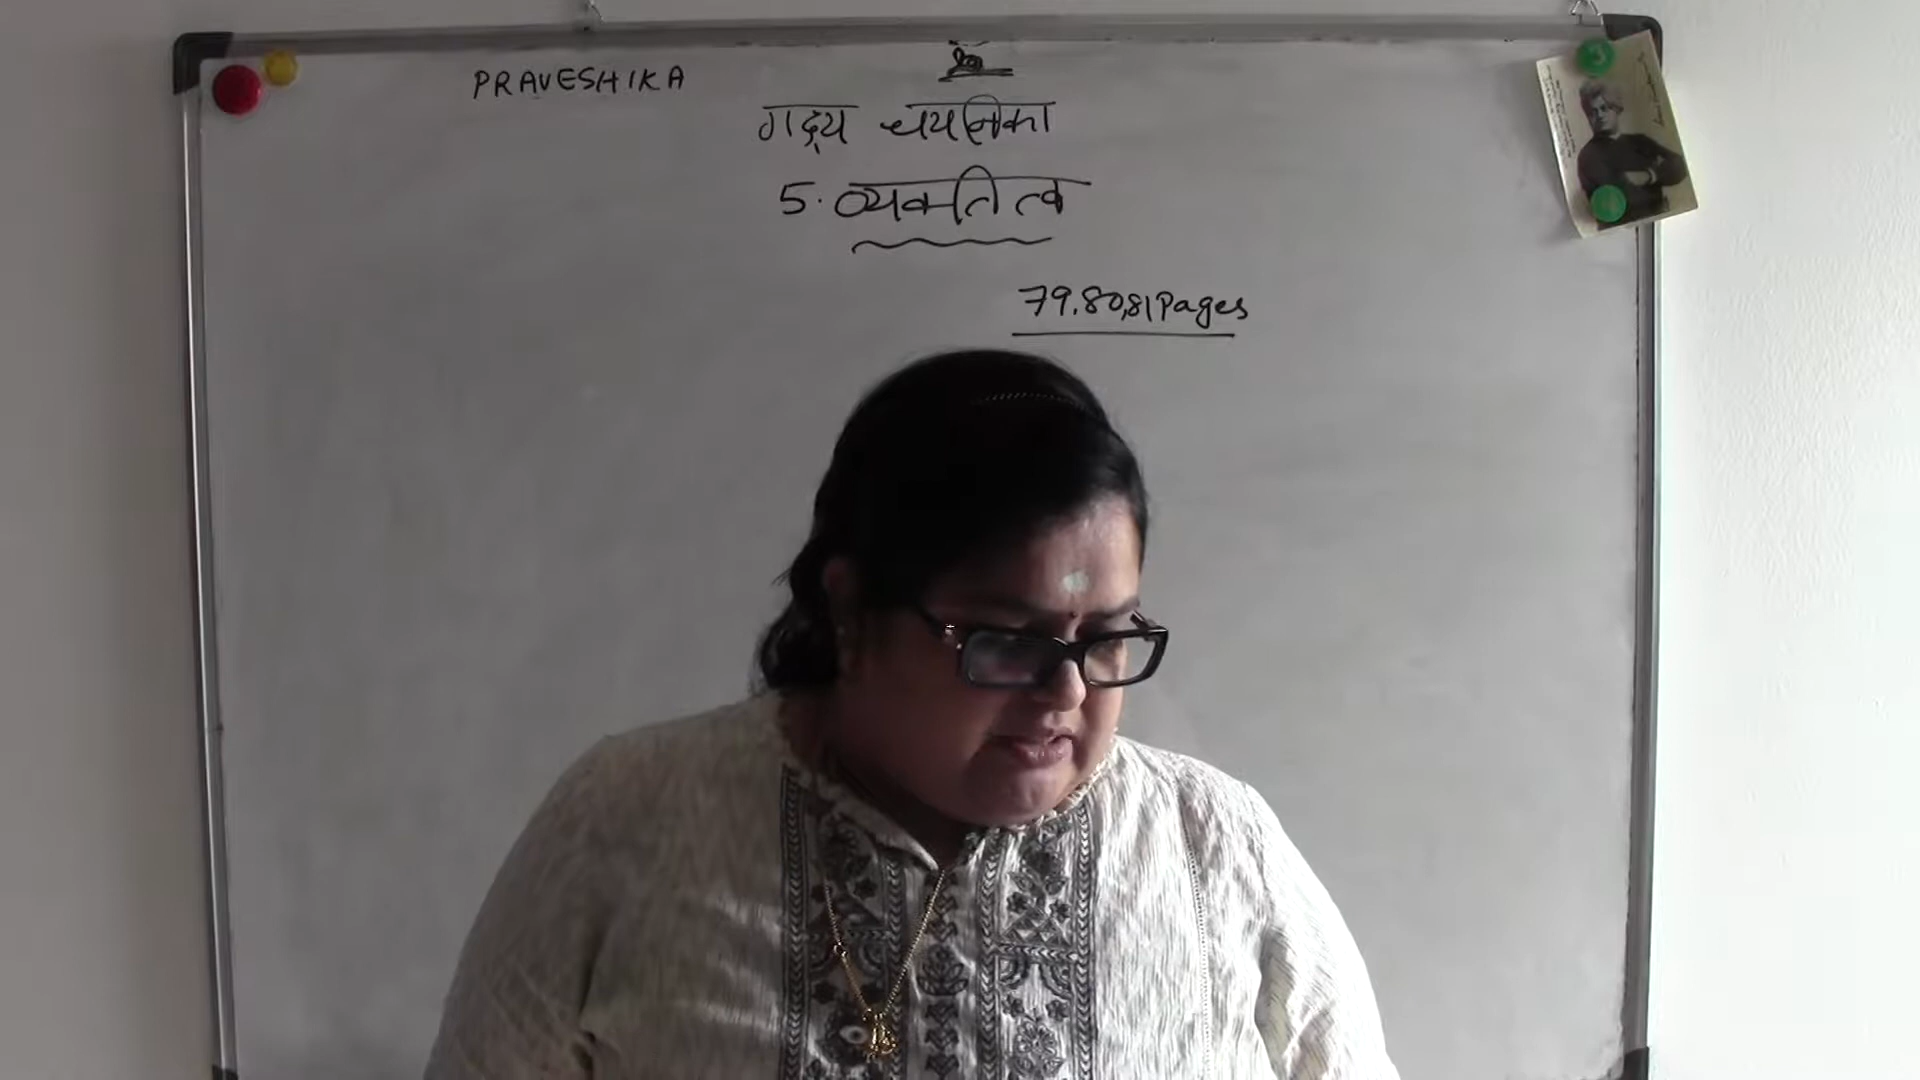 PRAVESHIKA
गद्य चयनिका
5. व्यक्तित्व
79.80,81 Pages